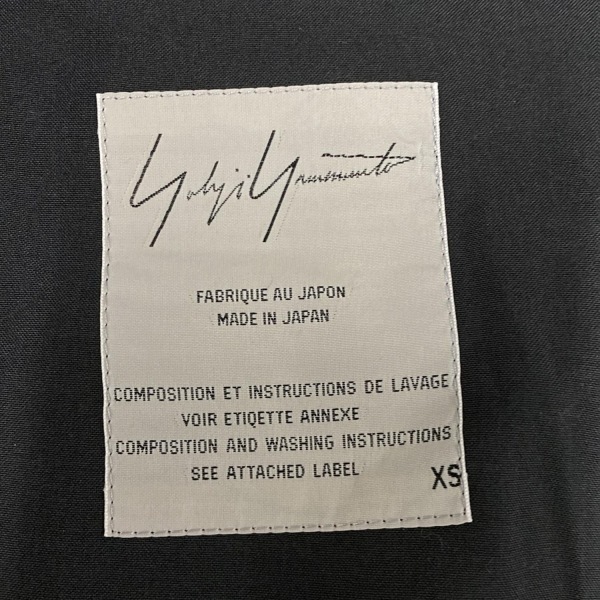 Yohji Yamamoto
FABRIQUE AU JAPON
MADE IN JAPAN
COMPOSITION ET INSTRUCTIONS DE LAVAGE
VOIR ETIQETTE ANNEXE
COMPOSITION AND WASHING INSTRUCTIONS
SEE ATTACHED LABEL
XS